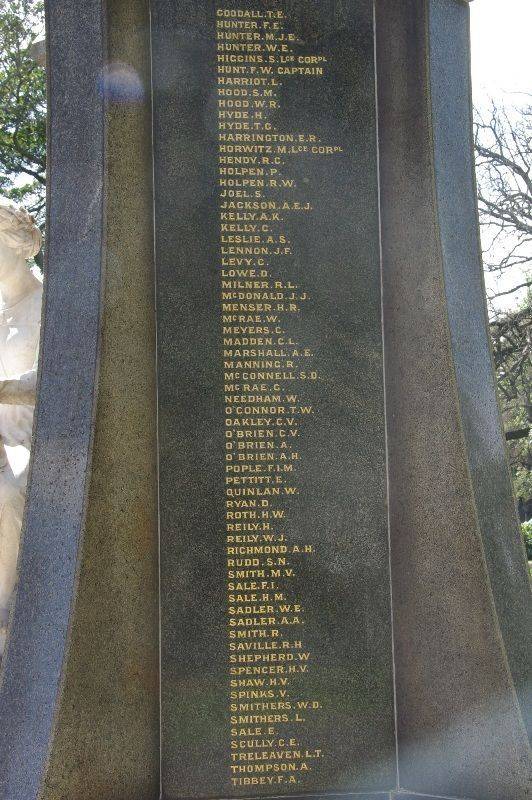 GOODALL.T.E.
HUNTER.F.E.
HUNTER.M.J.E.
HUNTER.W.E.
HIGGINS.S.LCE CORPL
HUNT.F.W. CAPTAIN
HARRIOT.L.
HOOD.S.M.
HOOD.W.R.
HYDE.H.
HYDE.T.G.
HARRINGTON.E.R.
HORWITZ.M.LCE CORPL
HENDY.R.C.
HOLPEN.P.
HOLPEN.R.W.
JOEL.S.
JACKSON.A.E.J.
KELLY.A.K.
KELLY.C.
LESLIE.A.S.
LENNON.J.F.
LEVY.C.
LOWE.D.
MILNER.R.L.
MCDONALD.J.J.
MENSER.H.R.
MCRAE.W.
MEYERS.C.
MADDEN.C.L.
MARSHALL.A.E.
MANNING.R.
MCCONNELL.S.D.
MCRAE.G.
NEEDHAM.W.
O'CONNOR.T.W.
OAKLEY.C.V.
O'BRIEN.C.V.
O'BRIEN.A.
O'BRIEN.A.H.
POPLE.F.I.M.
PETTITT.E.
QUINLAN.W.
RYAN.D.
ROTH.H.W.
REILY.H.
REILY.W.J.
RICHMOND.A.H.
RUDD.S.N.
SMITH.M.V.
SALE.F.I.
SALE.H.M.
SADLER.W.E.
SADLER.A.A.
SMITH.R.
SAVILLE.R.H
SHEPHERD.W
SPENCER.H.V.
SHAW.H.V.
SPINKS.V.
SMITHERS.W.D.
SMITHERS.L.
SALE.E.
SCULLY.C.E.
TRELEAVEN.L.T.
THOMPSON.A.
TIBBEY.F.A.